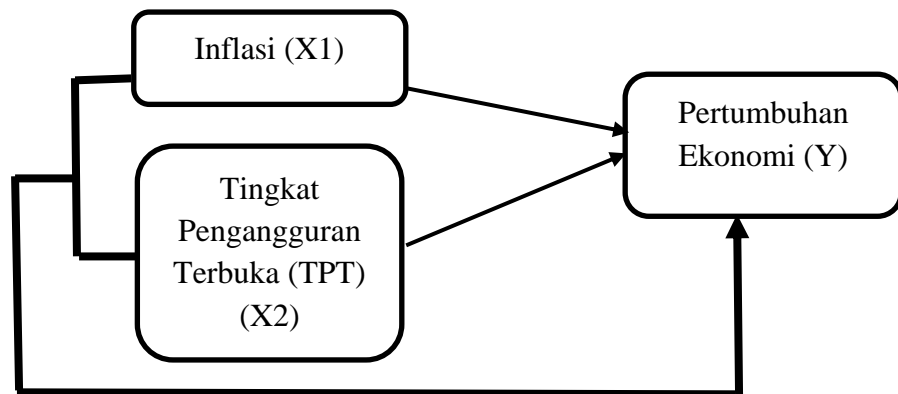 Inflasi (X1)
Pertumbuhan
Ekonomi (Y)
Tingkat
Pengangguran
Terbuka (TPT)
(X2)